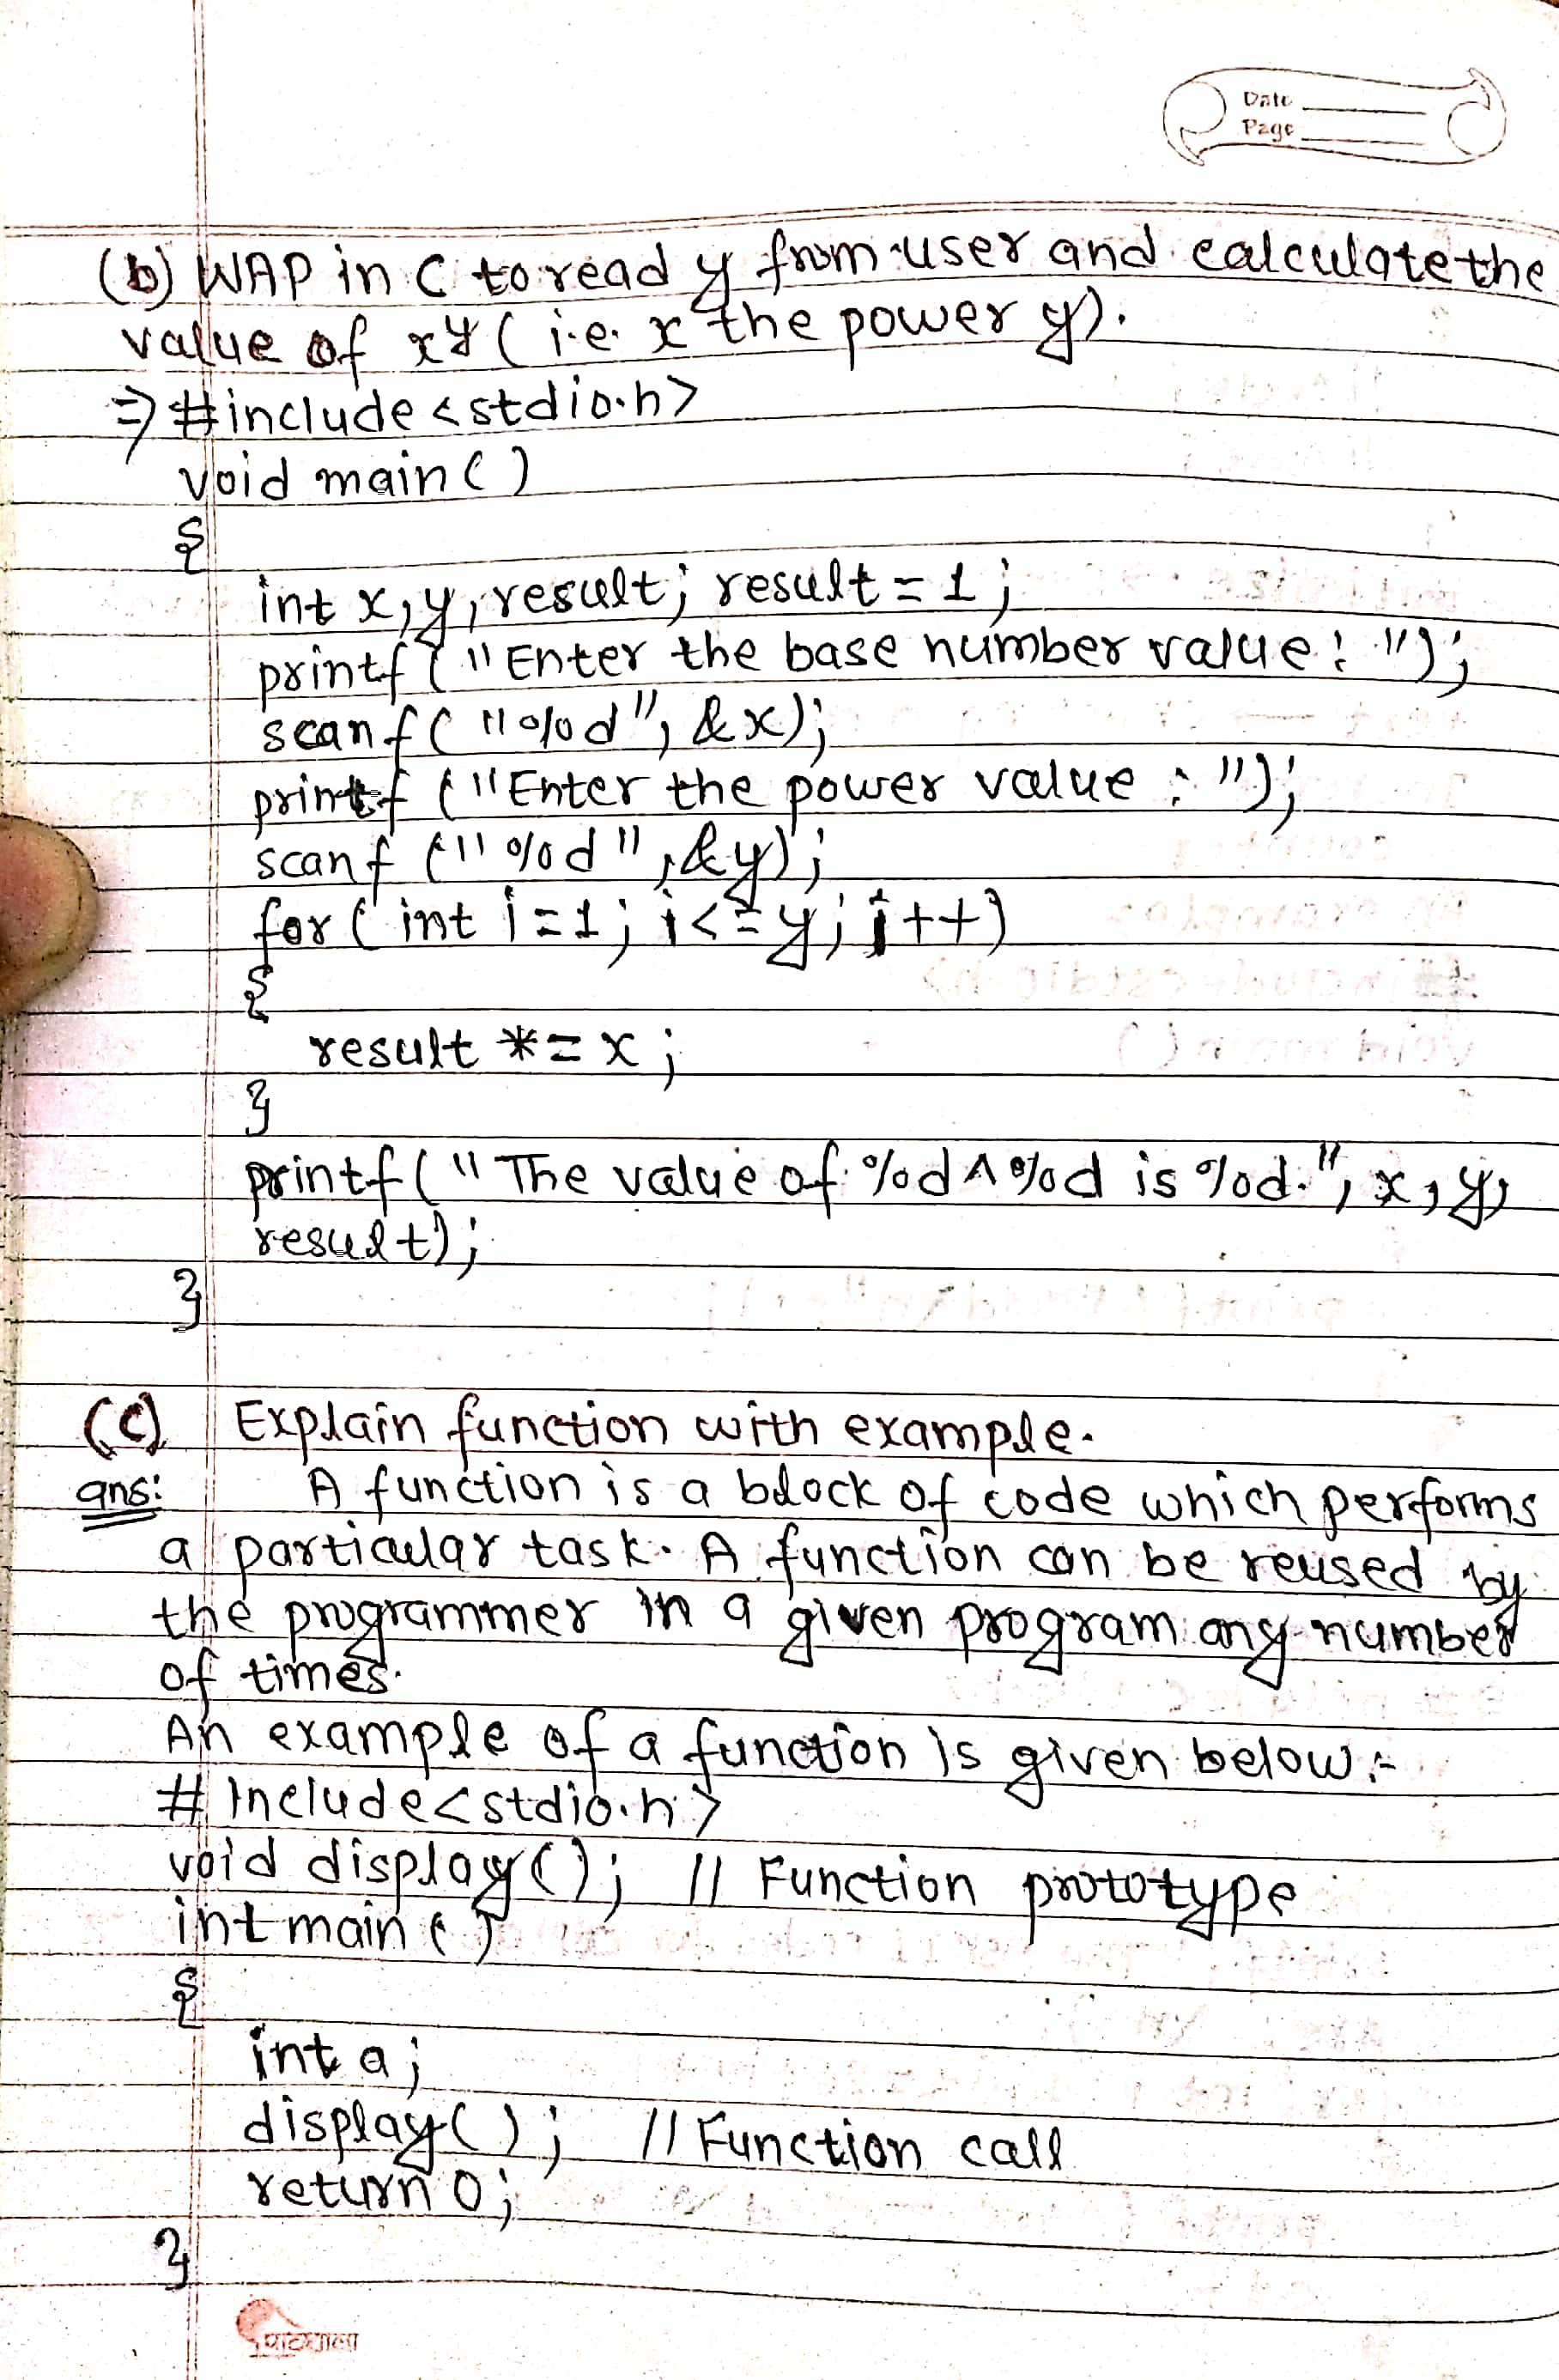 Date
Page
(b) WAP in C to read y from user and calculate the
value of xʸ ( i.e. x the power y).
=> #include <stdio.h>
void main ( )
{
int x, y, result; result = 1;
printf ("Enter the base number value: ");
scanf ( "%d", &x);
printf ("Enter the power value : ");
scanf ("%d", &y);
for ( int i = 1; i <= y; i++)
{
result *= x ;
}
printf ( " The value of %d ^ %d is %d.", x, y,
result);
}
(c) Explain function with example.
ans: A function is a block of code which performs
a particular task. A function can be reused by
the programmer in a given program any number
of times.
An example of a function is given below :-
# Include <stdio.h>
void display( ); // Function prototype
int main ( )
{
int a ;
display ( ) ; // Function call
return 0 ;
}
पाठशाला